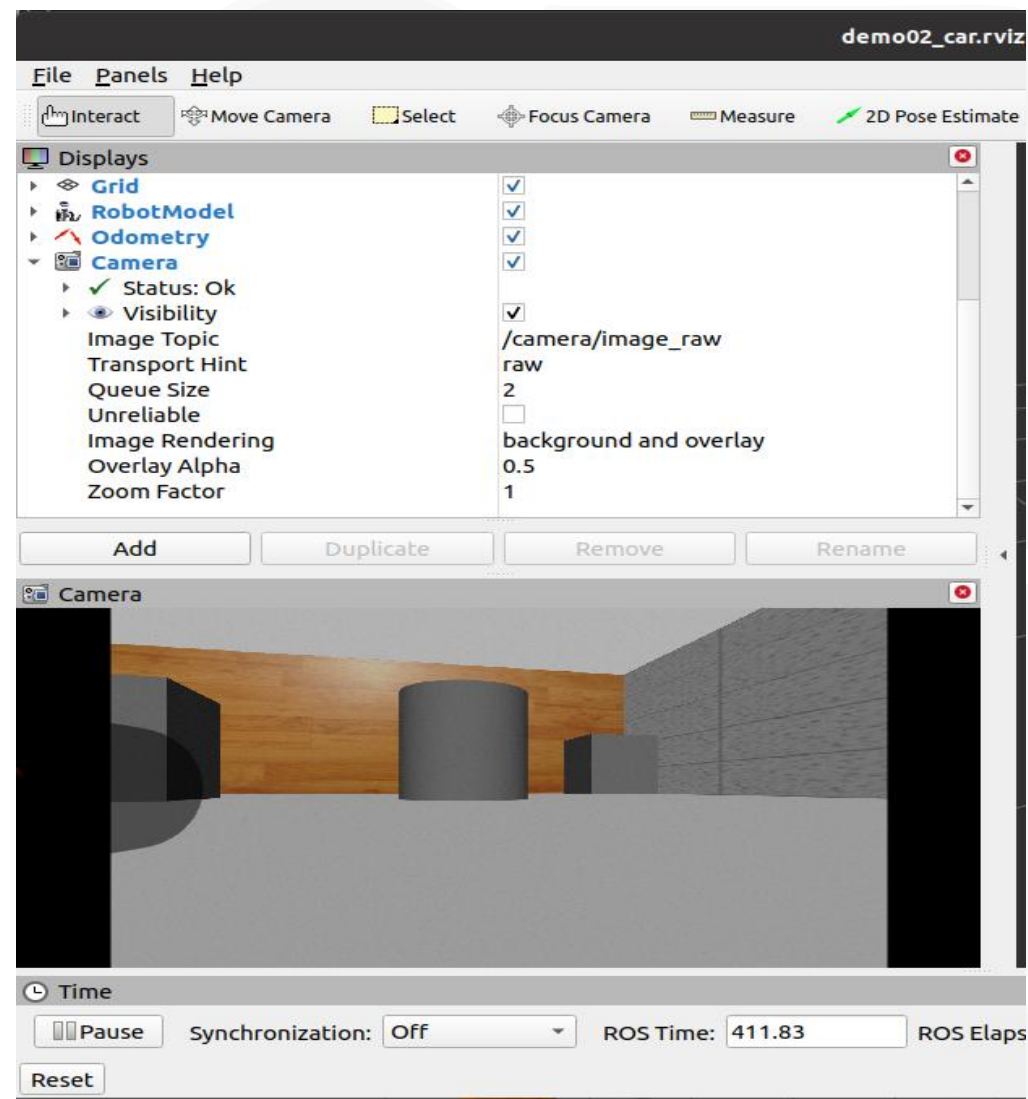 demo02_car.rviz
File Panels Help
Interact Move Camera Select Focus Camera Measure 2D Pose Estimate
Displays
Grid
RobotModel
Odometry
Camera
Status: Ok
Visibility
Image Topic /camera/image_raw
Transport Hint raw
Queue Size 2
Unreliable
Image Rendering background and overlay
Overlay Alpha 0.5
Zoom Factor 1
Add Duplicate Remove Rename
Camera
Time
Pause Synchronization: Off ROS Time: 411.83 ROS Elaps
Reset